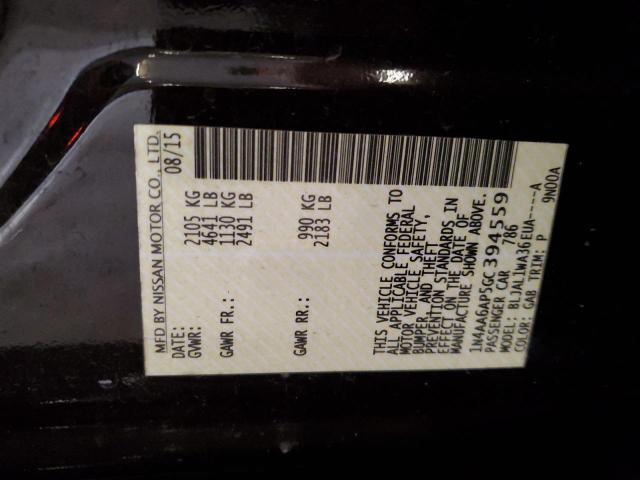 MFD BY NISSAN MOTOR CO., LTD.
DATE: 08/15
GVWR: 2105 KG
4641 LB
GAWR FR.: 1130 KG
2491 LB
GAWR RR.: 990 KG
2183 LB
THIS VEHICLE CONFORMS TO
ALL APPLICABLE FEDERAL
MOTOR VEHICLE SAFETY,
BUMPER, AND THEFT
PREVENTION STANDARDS IN
EFFECT ON THE DATE OF
MANUFACTURE SHOWN ABOVE.
1N4AA6AP5GC394559
PASSENGER CAR 786
MODEL: BLJALIWA36EUA-----A
COLOR: GAB TRIM: P 9N00A